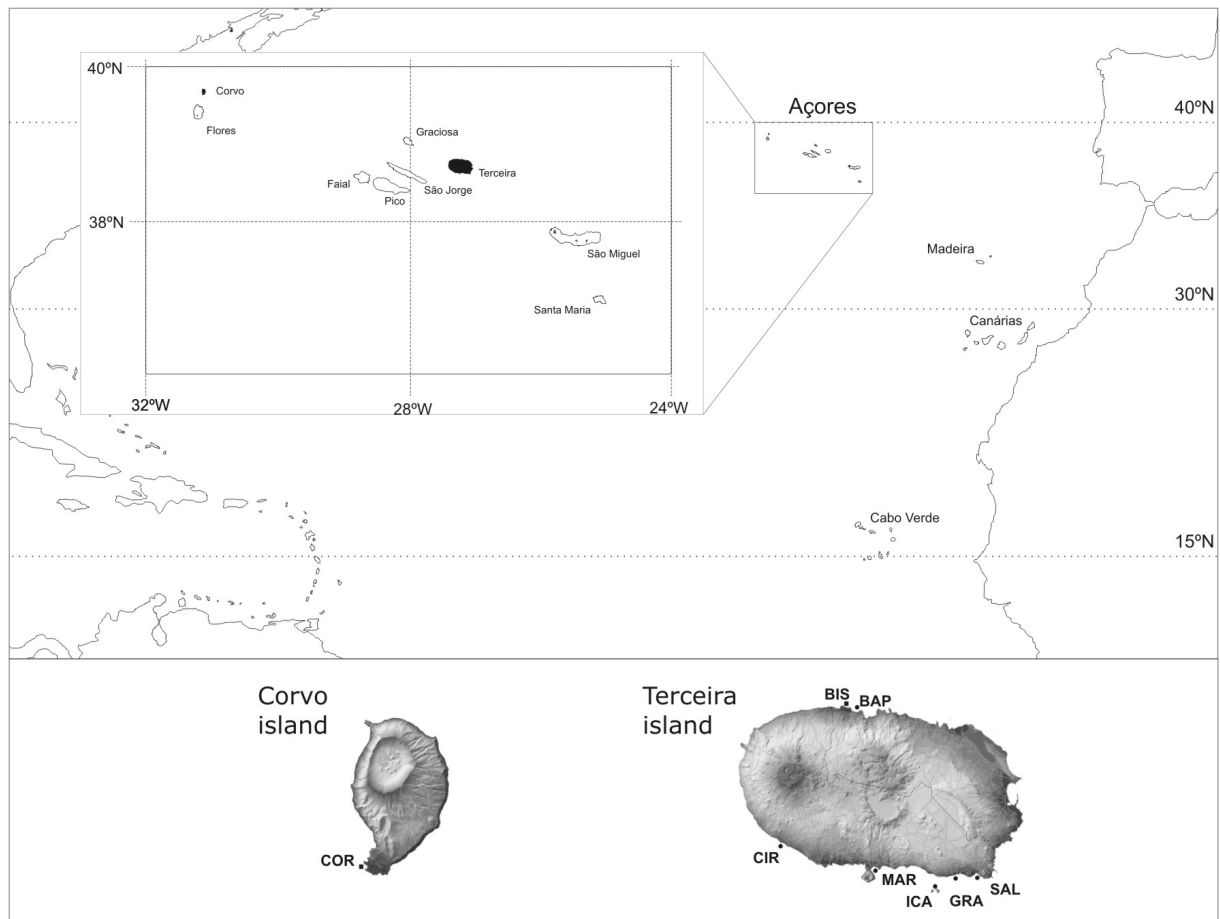 40ºN
Corvo
Flores
Graciosa
Terceira
Faial
São Jorge
Pico
38ºN
São Miguel
Santa Maria
32ºW
28ºW
24ºW
Açores
40ºN
Madeira
30ºN
Canárias
Cabo Verde
15ºN
Corvo
island
COR
Terceira
island
BIS
BAP
CIR
MAR
ICA
GRA
SAL